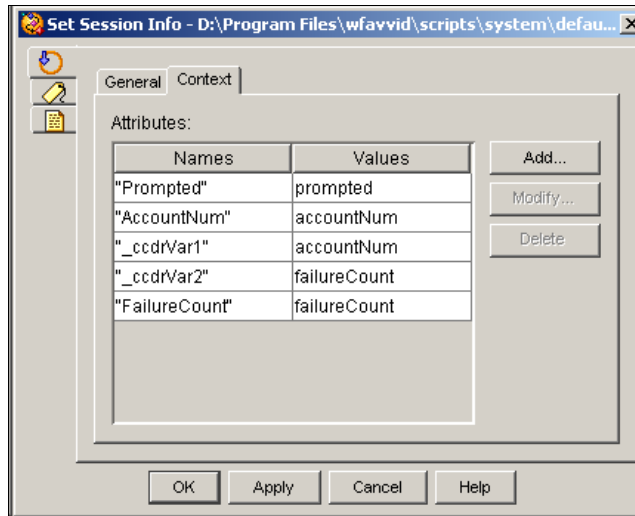 Set Session Info - D:\Program Files\wfavvid\scripts\system\defau...
General Context
Attributes:
Names Values
"Prompted" prompted
"AccountNum" accountNum
"_ccdrVar1" accountNum
"_ccdrVar2" failureCount
"FailureCount" failureCount
Add...
Modify...
Delete
OK Apply Cancel Help